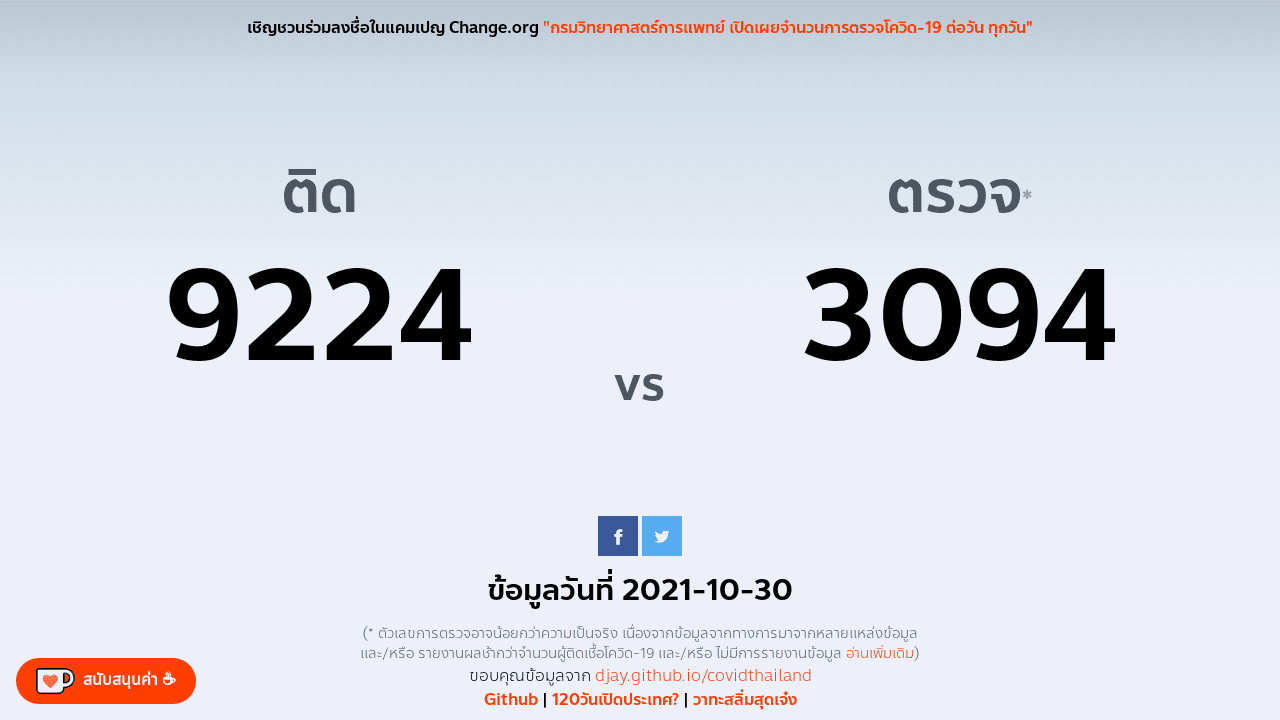 เชิญชวนร่วมลงชื่อในแคมเปญ Change.org "กรมวิทยาศาสตร์การแพทย์ เปิดเผยจำนวนการตรวจโควิด-19 ต่อวัน ทุกวัน"
ติด
ตรวจ*
9224
3094
vs
ข้อมูลวันที่ 2021-10-30
(* ตัวเลขการตรวจอาจน้อยกว่าความเป็นจริง เนื่องจากข้อมูลจากทางการมาจากหลายแหล่งข้อมูล
และ/หรือ รายงานผลช้ากว่าจำนวนผู้ติดเชื้อโควิด-19 และ/หรือ ไม่มีการรายงานข้อมูล อ่านเพิ่มเติม)
ขอบคุณข้อมูลจาก djay.github.io/covidthailand
สนับสนุนค่า ☕
Github | 120วันเปิดประเทศ? | วาทะสลิ่มสุดเจ๋ง